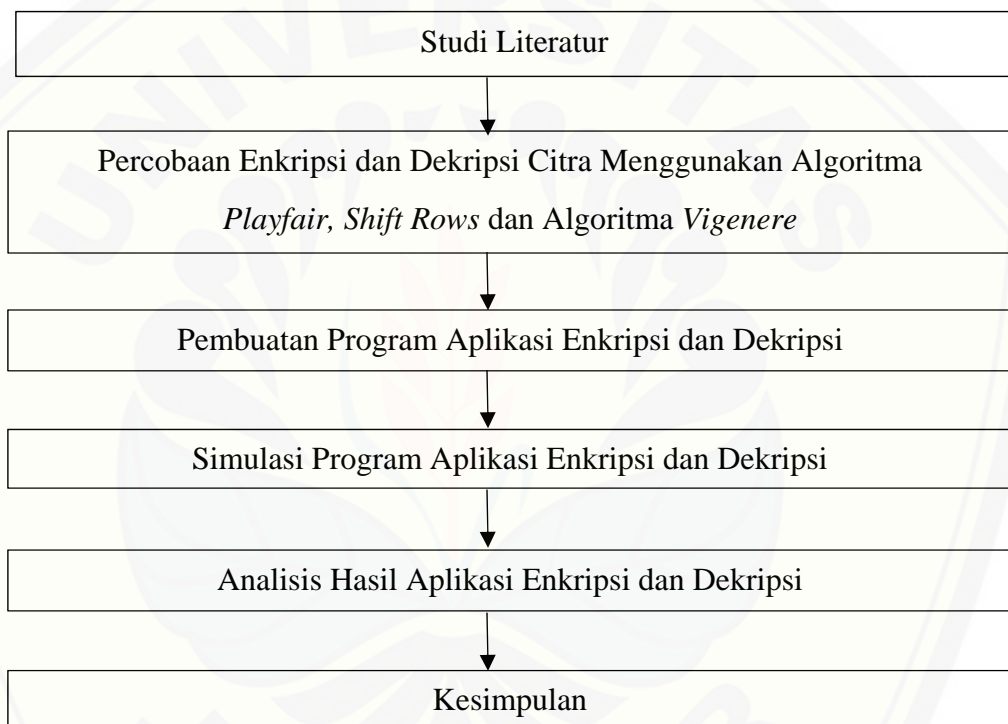 UNIVERSITAS
Studi Literatur
Percobaan Enkripsi dan Dekripsi Citra Menggunakan Algoritma
Playfair, Shift Rows dan Algoritma Vigenere
Pembuatan Program Aplikasi Enkripsi dan Dekripsi
Simulasi Program Aplikasi Enkripsi dan Dekripsi
Analisis Hasil Aplikasi Enkripsi dan Dekripsi
Kesimpulan